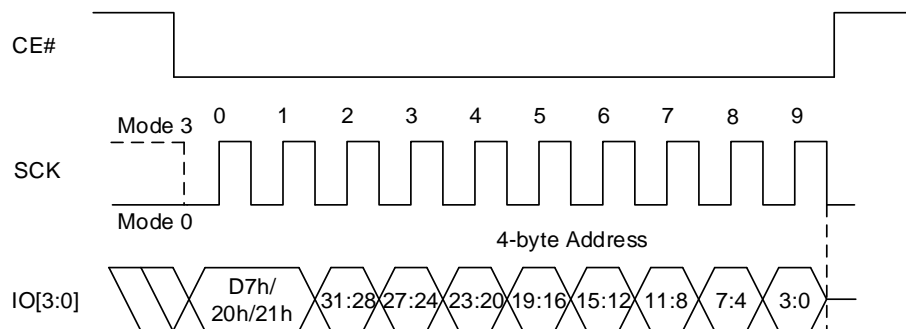 CE#
Mode 3
0 1 2 3 4 5 6 7 8 9
SCK
Mode 0
4-byte Address
IO[3:0]
D7h/
20h/21h
31:28 27:24 23:20 19:16 15:12 11:8 7:4 3:0